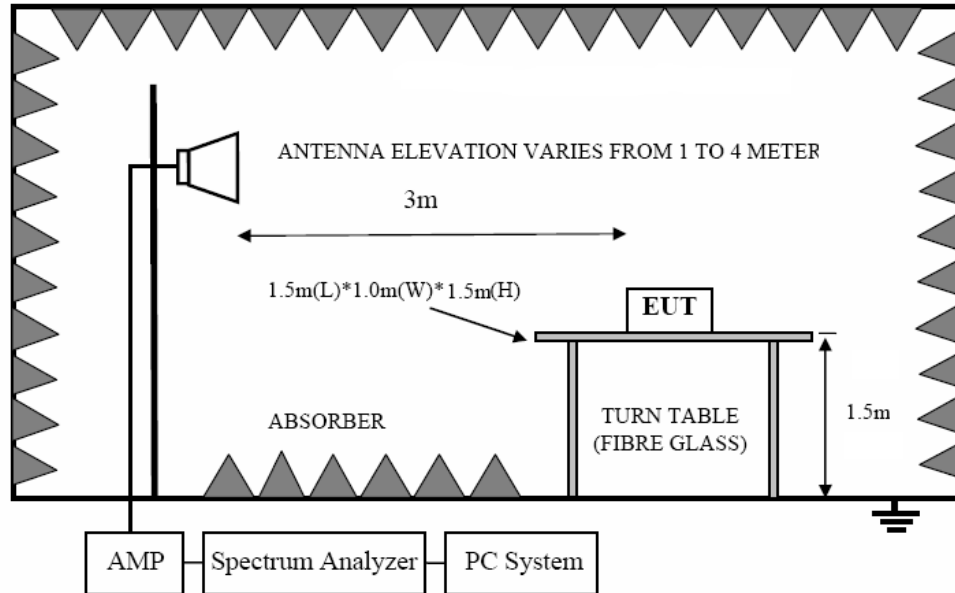 ANTENNA ELEVATION VARIES FROM 1 TO 4 METER
3m
1.5m(L)*1.0m(W)*1.5m(H)
EUT
1.5m
ABSORBER
TURN TABLE
(FIBRE GLASS)
AMP
Spectrum Analyzer
PC System